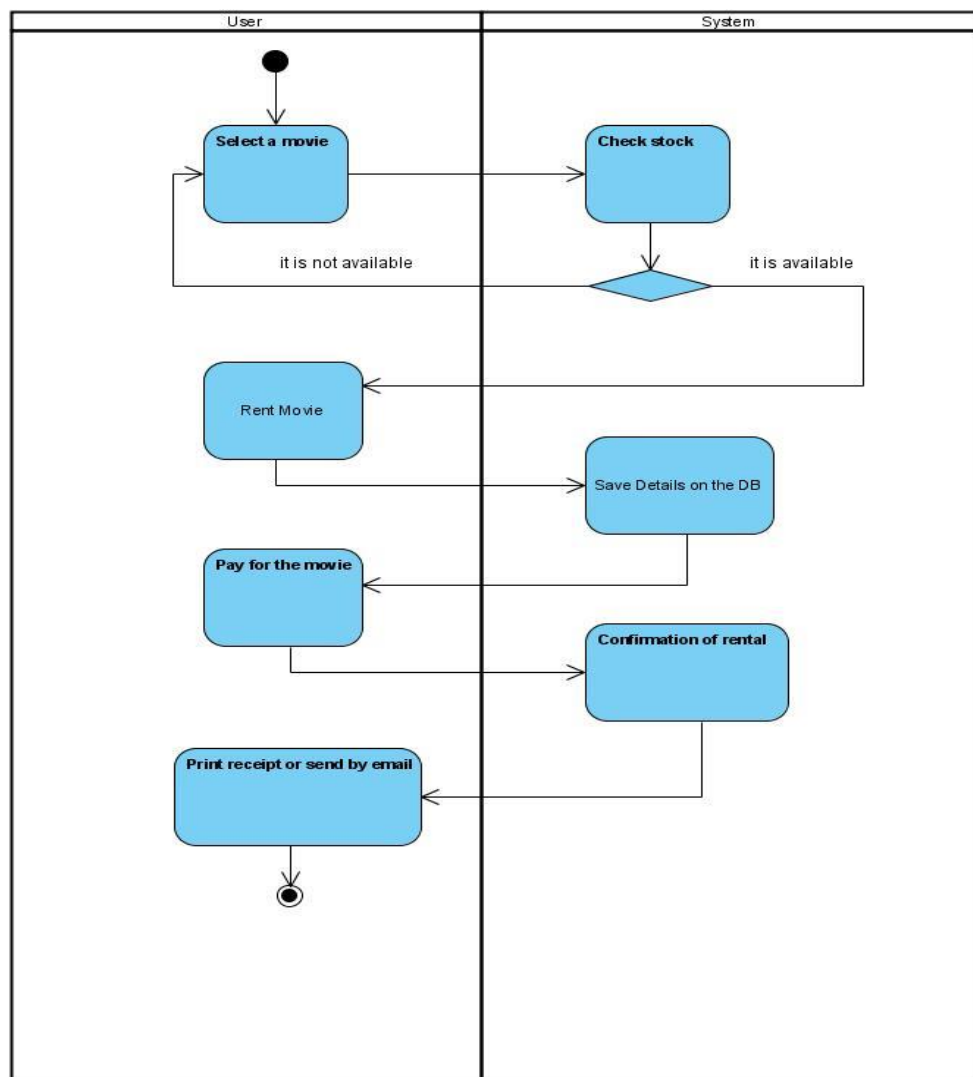 User
System
Select a movie
Check stock
it is not available
it is available
Rent Movie
Save Details on the DB
Pay for the movie
Confirmation of rental
Print receipt or send by email